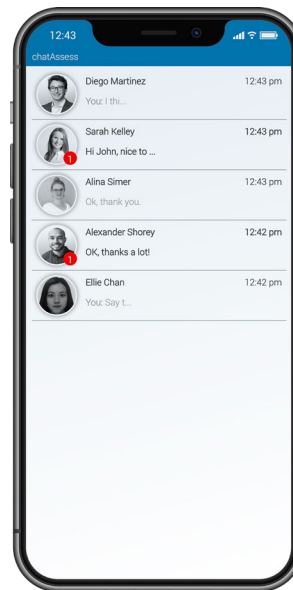 12:43
chatAssess
Diego Martinez 12:43 pm
You: I thi...
Sarah Kelley 12:43 pm
1 Hi John, nice to ...
Alina Simer 12:43 pm
Ok, thank you.
Alexander Shorey 12:42 pm
1 OK, thanks a lot!
Ellie Chan 12:42 pm
You: Say t...